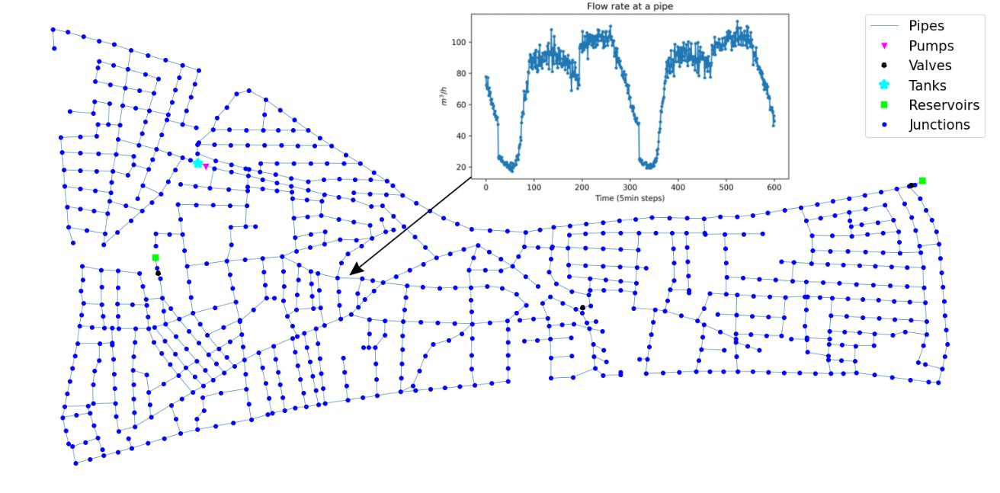 Flow rate at a pipe
m³/h
100
80
60
40
20
0 100 200 300 400 500 600
Time (5min steps)
Pipes
Pumps
Valves
Tanks
Reservoirs
Junctions